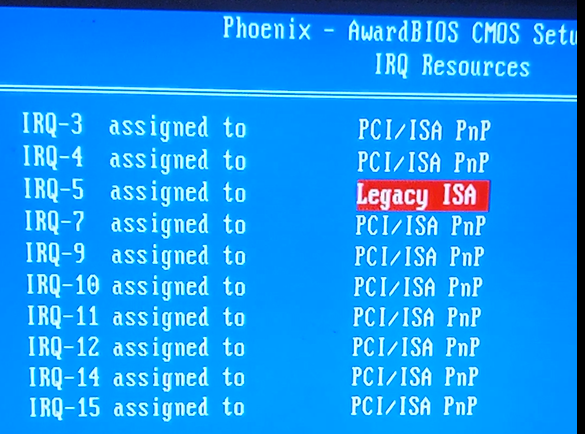 Phoenix - AwardBIOS CMOS Setu
IRQ Resources
IRQ-3 assigned to PCI/ISA PnP
IRQ-4 assigned to PCI/ISA PnP
IRQ-5 assigned to Legacy ISA
IRQ-7 assigned to PCI/ISA PnP
IRQ-9 assigned to PCI/ISA PnP
IRQ-10 assigned to PCI/ISA PnP
IRQ-11 assigned to PCI/ISA PnP
IRQ-12 assigned to PCI/ISA PnP
IRQ-14 assigned to PCI/ISA PnP
IRQ-15 assigned to PCI/ISA PnP